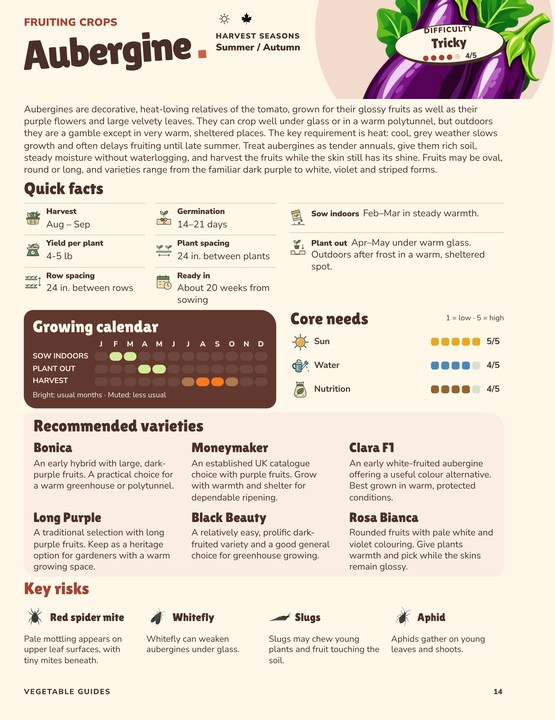 FRUITING CROPS
Aubergine.
HARVEST SEASONS
Summer / Autumn
DIFFICULTY
Tricky
4/5
Aubergines are decorative, heat-loving relatives of the tomato, grown for their glossy fruits as well as their
purple flowers and large velvety leaves. They can crop well under glass or in a warm polytunnel, but outdoors
they are a gamble except in very warm, sheltered places. The key requirement is heat: cool, grey weather slows
growth and often delays fruiting until late summer. Treat aubergines as tender annuals, give them rich soil,
steady moisture without waterlogging, and harvest the fruits while the skin still has its shine. Fruits may be oval,
round or long, and varieties range from the familiar dark purple to white, violet and striped forms.
Quick facts
Harvest
Aug – Sep
Germination
14–21 days
Sow indoors Feb–Mar in steady warmth.
Yield per plant
4-5 lb
Plant spacing
24 in. between plants
Plant out Apr–May under warm glass.
Outdoors after frost in a warm, sheltered
spot.
Row spacing
24 in. between rows
Ready in
About 20 weeks from
sowing
Growing calendar
J F M A M J J A S O N D
SOW INDOORS
PLANT OUT
HARVEST
Bright: usual months · Muted: less usual
Core needs
1 = low · 5 = high
Sun 5/5
Water 4/5
Nutrition 4/5
Recommended varieties
Bonica
An early hybrid with large, dark-
purple fruits. A practical choice for
a warm greenhouse or polytunnel.
Moneymaker
An established UK catalogue
choice with purple fruits. Grow
with warmth and shelter for
dependable ripening.
Clara F1
An early white-fruited aubergine
offering a useful colour alternative.
Best grown in warm, protected
conditions.
Long Purple
A traditional selection with long
purple fruits. Keep as a heritage
option for gardeners with a warm
growing space.
Black Beauty
A relatively easy, prolific dark-
fruited variety and a good general
choice for greenhouse growing.
Rosa Bianca
Rounded fruits with pale white and
violet colouring. Give plants
warmth and pick while the skins
remain glossy.
Key risks
Red spider mite
Pale mottling appears on
upper leaf surfaces, with
tiny mites beneath.
Whitefly
Whitefly can weaken
aubergines under glass.
Slugs
Slugs may chew young
plants and fruit touching the
soil.
Aphid
Aphids gather on young
leaves and shoots.
VEGETABLE GUIDES
14